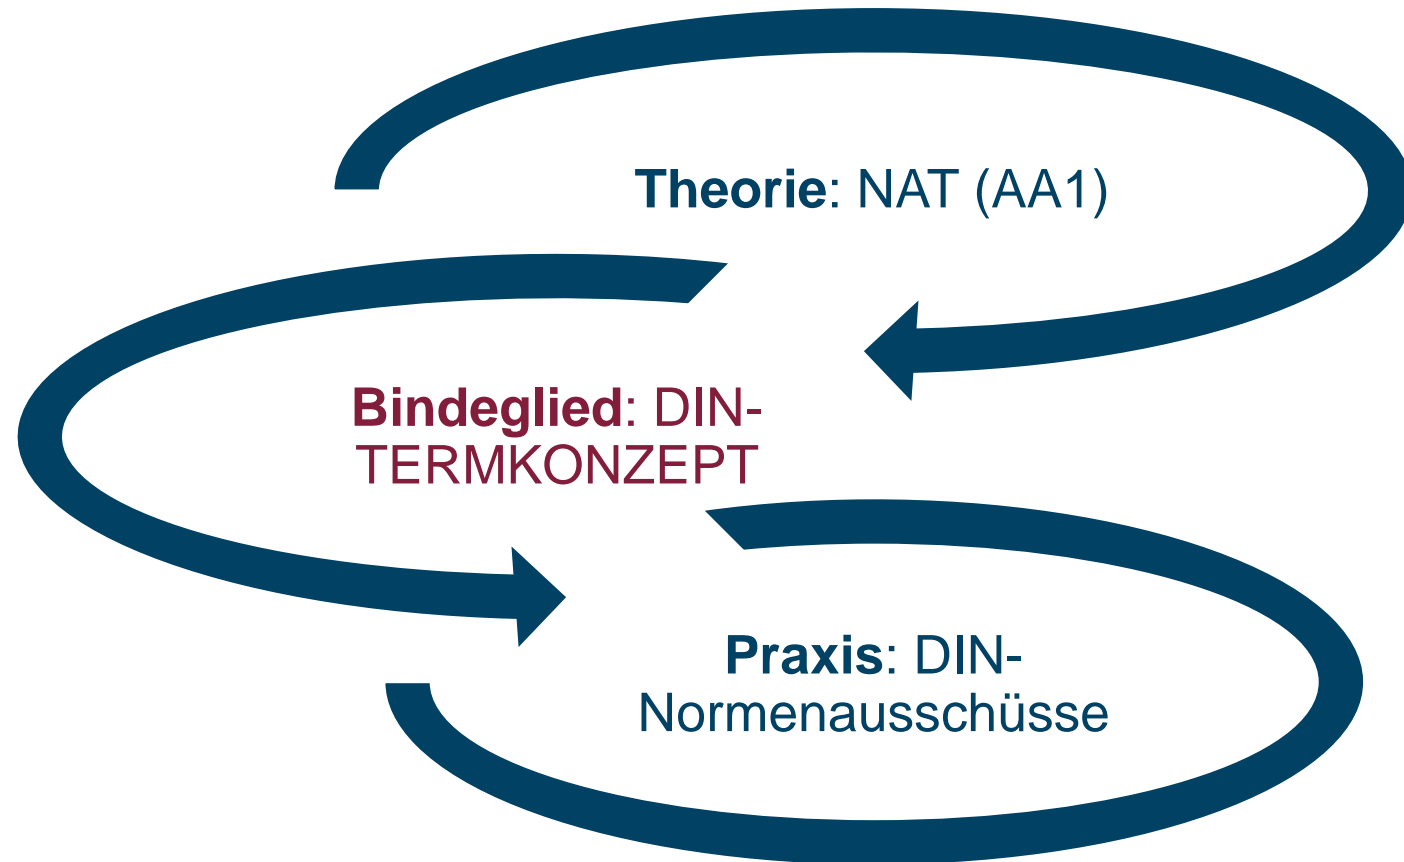 Theorie: NAT (AA1)
Bindeglied: DIN-
TERMKONZEPT
Praxis: DIN-
Normenausschüsse